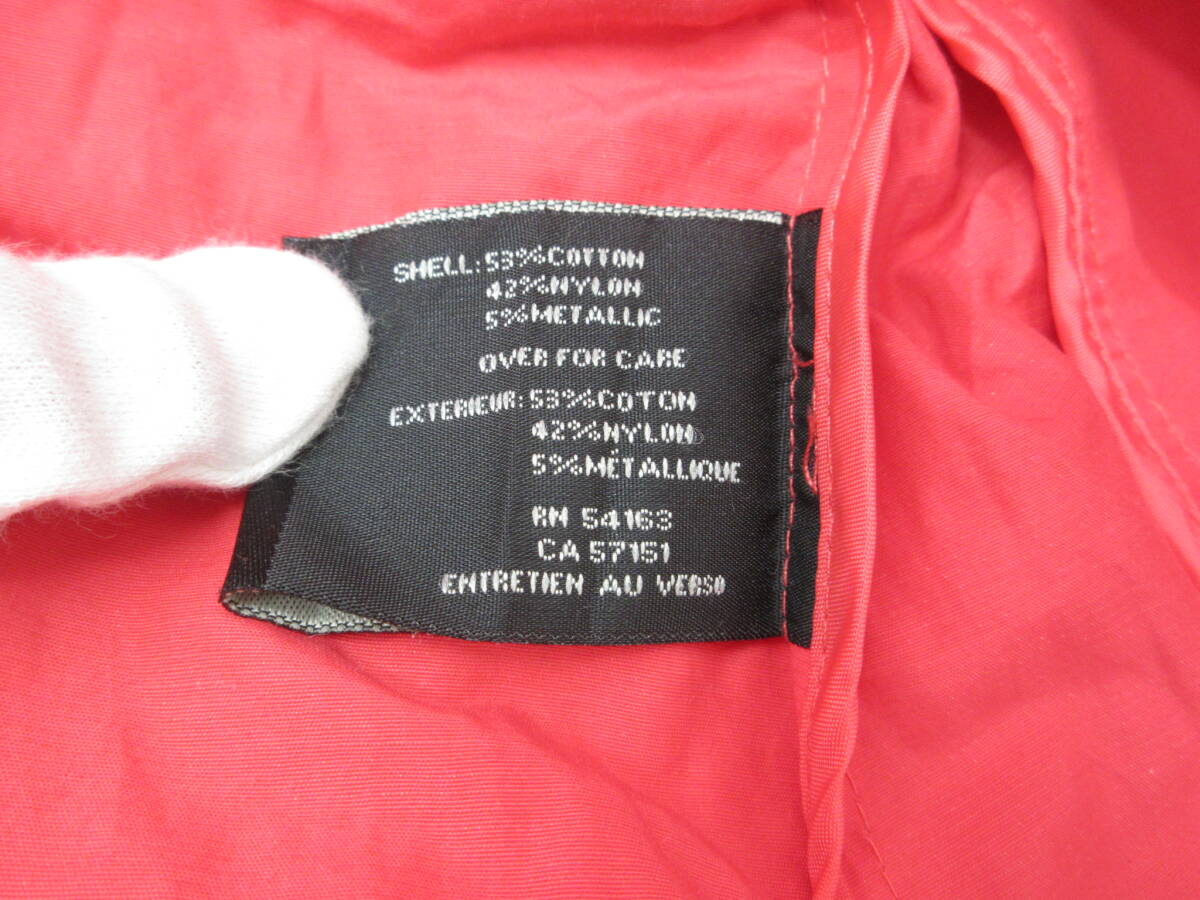 SHELL: 53% COTTON
42% NYLON
5% METALLIC
OVER FOR CARE
EXTERIEUR: 53% COTON
42% NYLON
5% MÉTALLIQUE
RN 54163
CA 57151
ENTRETIEN AU VERSO